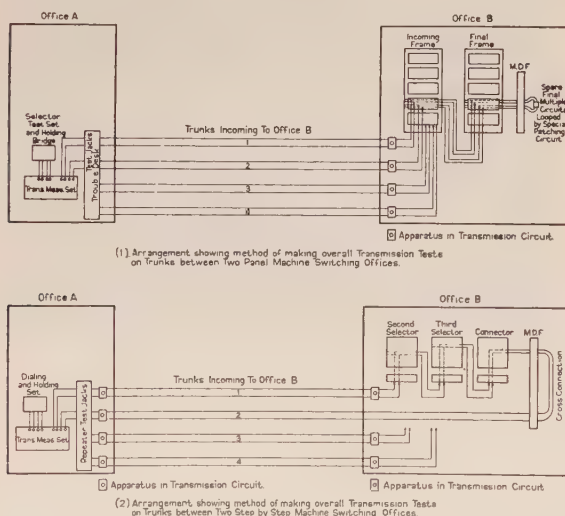 Office A
Office B
Incoming
Frame
Final
Frame
M.D.F.
Selector
Test Set
and Holding
Bridge
Trans Meas Set
Test Jacks
Trouble Desk
Trunks Incoming To Office B
1
2
3
4
Spare
Final
Multiple
Circuits
Looped
by Special
Patching
Circuit
Apparatus in Transmission Circuit
(1) Arrangement showing method of making overall Transmission Tests
on Trunks between Two Panel Machine Switching Offices.
Office A
Office B
Second
Selector
Third
Selector
Connector
M.D.F.
Dialing
and Holding
Set
Trans Meas Set
Repeater Test Jacks
Trunks Incoming To Office B
1
2
3
4
Cross Connection
Apparatus in Transmission Circuit.
Apparatus in Transmission Circuit
(2) Arrangement showing method of making overall Transmission Tests
on Trunks between Two Step by Step Machine Switching Offices